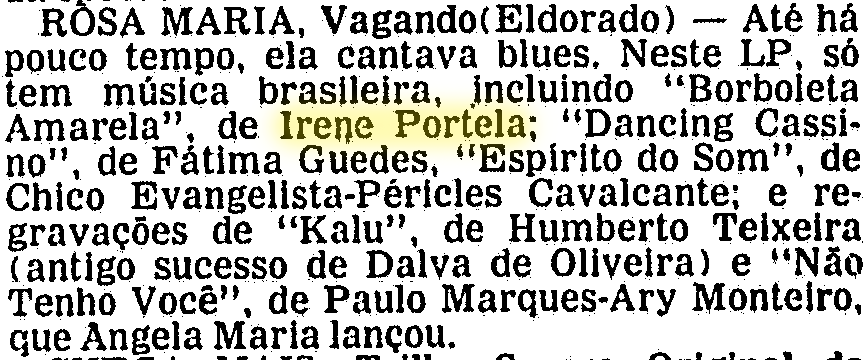 ROSA MARIA, Vagando(Eldorado) — Até há
pouco tempo, ela cantava blues. Neste LP, só
tem música brasileira, incluindo "Borboleta
Amarela", de Irene Portela; "Dancing Cassi-
no", de Fátima Guedes, "Espírito do Som", de
Chico Evangelista-Péricles Cavalcante; e re-
gravações de "Kalu", de Humberto Teixeira
(antigo sucesso de Dalva de Oliveira) e "Não
Tenho Você", de Paulo Marques-Ary Monteiro,
que Angela Maria lançou.